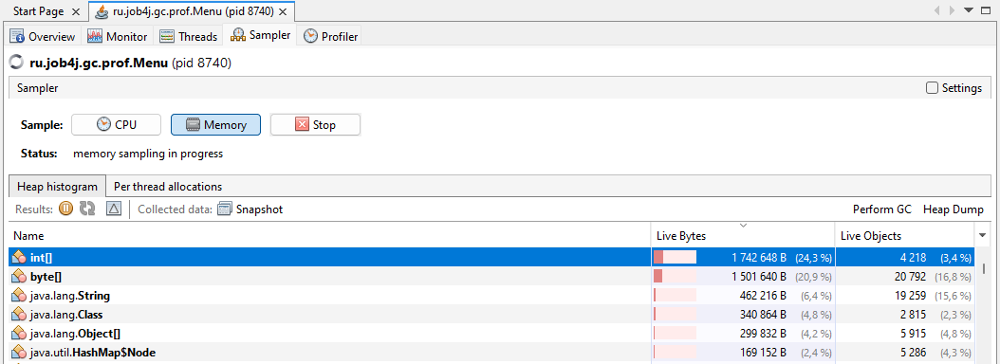 Start Page ru.job4j.gc.prof.Menu (pid 8740)
Overview Monitor Threads Sampler Profiler
ru.job4j.gc.prof.Menu (pid 8740)
Sampler Settings
Sample: CPU Memory Stop
Status: memory sampling in progress
Heap histogram Per thread allocations
Results: Collected data: Snapshot Perform GC Heap Dump
Name Live Bytes Live Objects
int[] 1 742 648 B (24,3 %) 4 218 (3,4 %)
byte[] 1 501 640 B (20,9 %) 20 792 (16,8 %)
java.lang.String 462 216 B (6,4 %) 19 259 (15,6 %)
java.lang.Class 340 864 B (4,8 %) 2 815 (2,3 %)
java.lang.Object[] 299 832 B (4,2 %) 5 915 (4,8 %)
java.util.HashMap$Node 169 152 B (2,4 %) 5 286 (4,3 %)